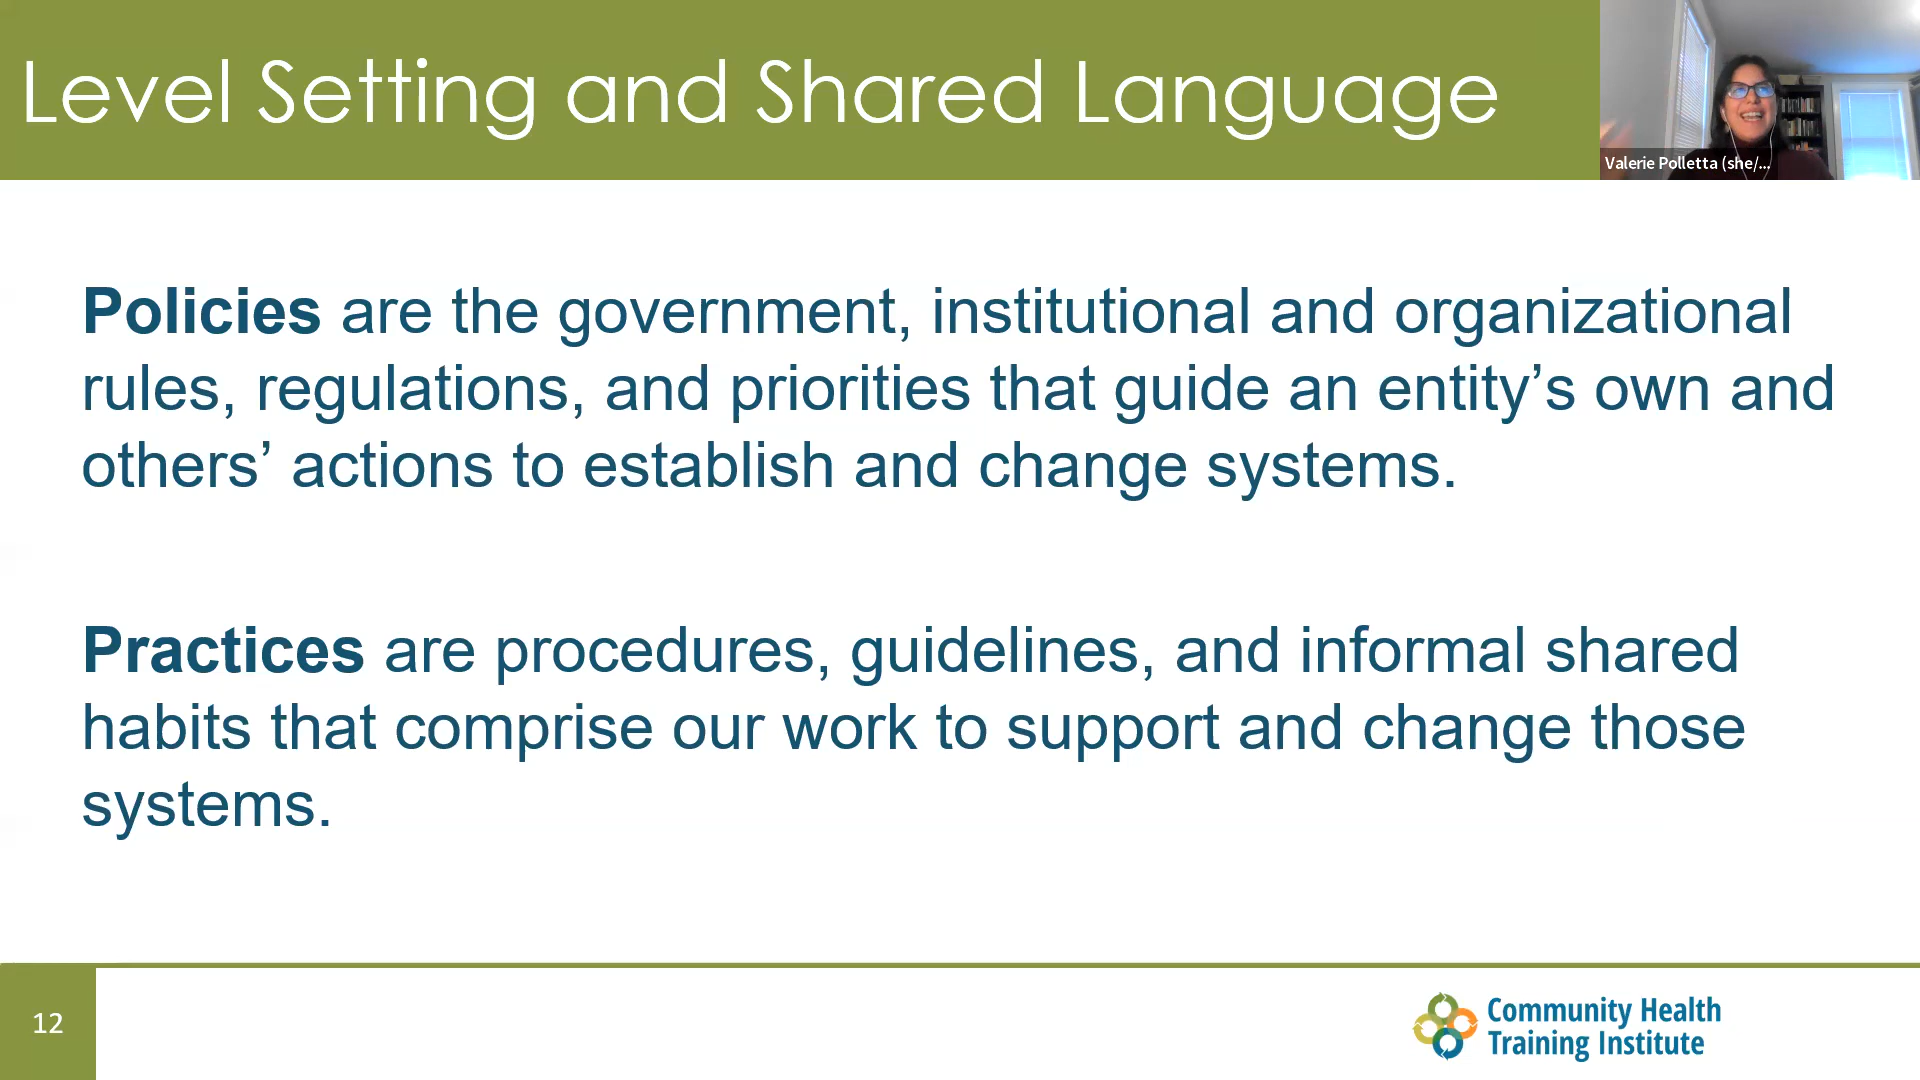 Level Setting and Shared Language
Valerie Polletta (she/...
Policies are the government, institutional and organizational
rules, regulations, and priorities that guide an entity’s own and
others’ actions to establish and change systems.
Practices are procedures, guidelines, and informal shared
habits that comprise our work to support and change those
systems.
12
Community Health
Training Institute